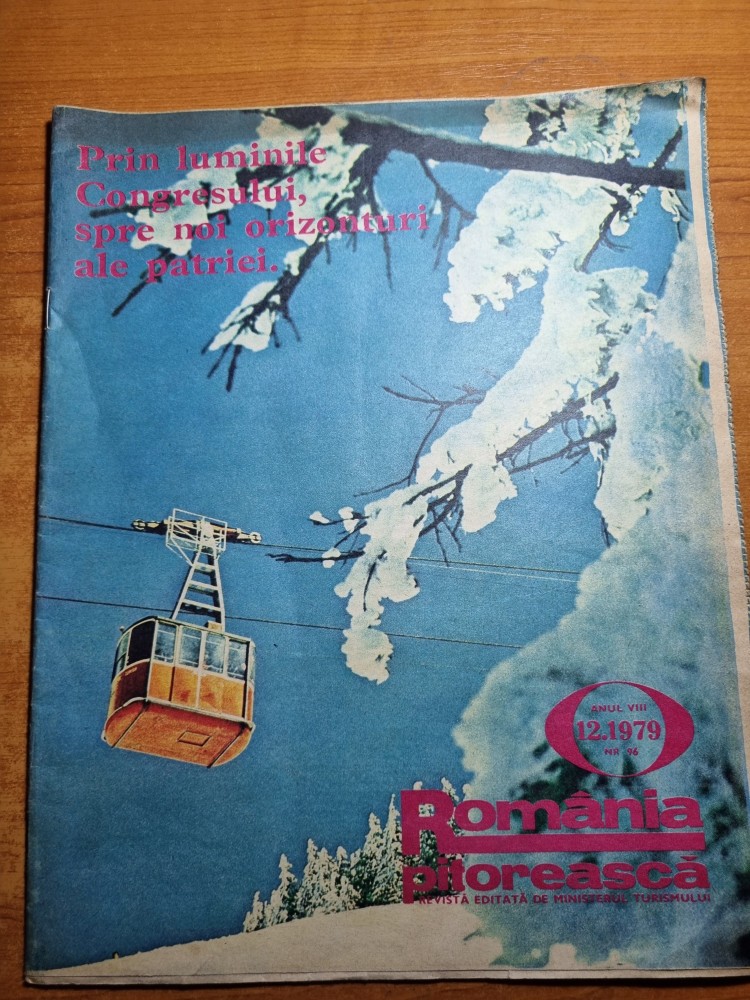 Prin luminile
Congresului,
spre noi orizonturi
ale patriei.
ANUL VIII
12.1979
NR 96
România
pitorească
REVISTĂ EDITATĂ DE MINISTERUL TURISMULUI